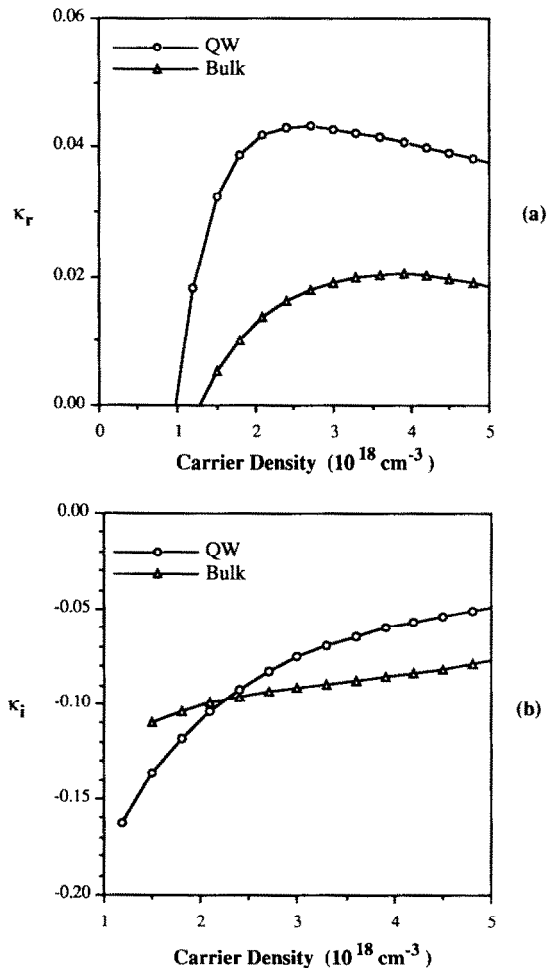 0.06
QW
Bulk
0.04
κr
(a)
0.02
0.00
0 1 2 3 4 5
Carrier Density (10^18 cm^-3)
0.00
QW
Bulk
-0.05
κi
-0.10
(b)
-0.15
-0.20
1 2 3 4 5
Carrier Density (10^18 cm^-3)